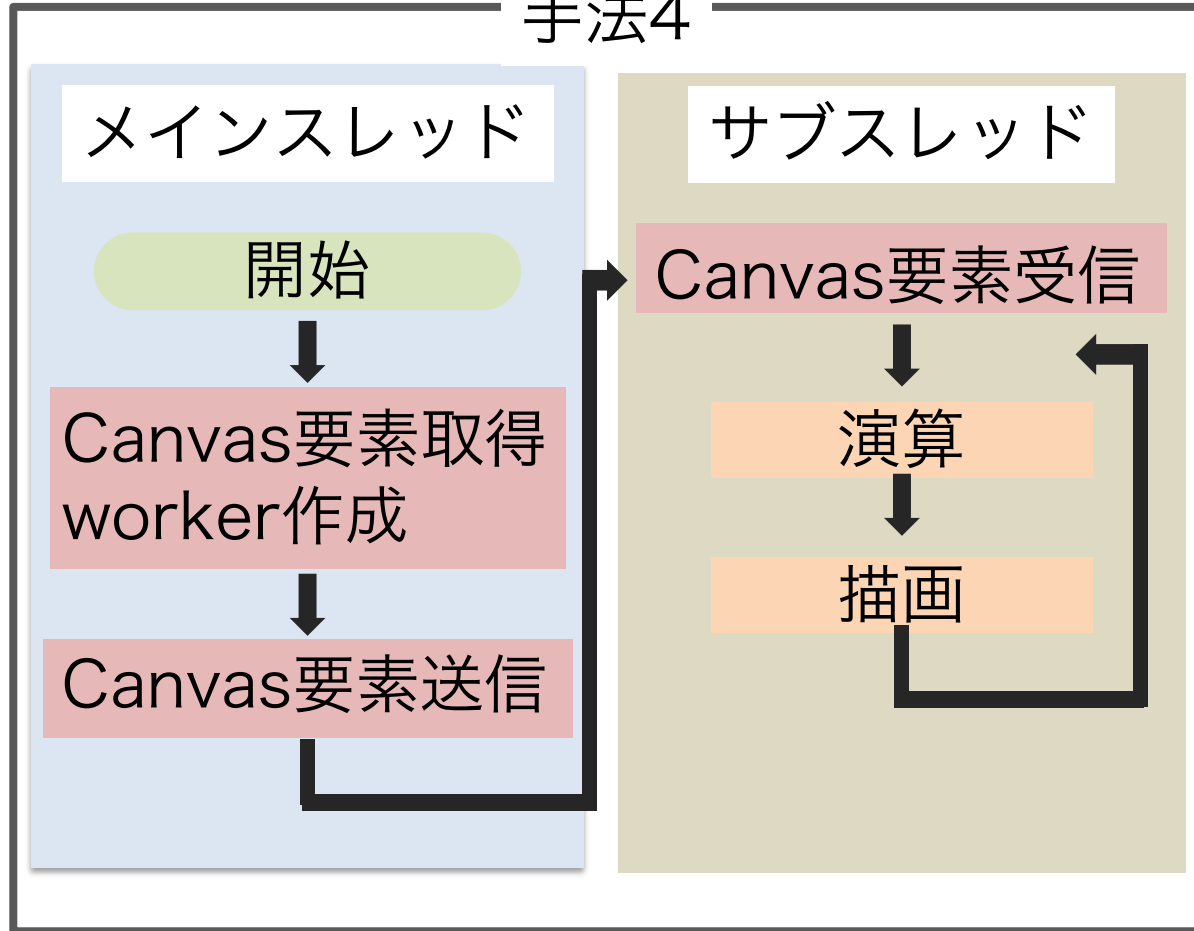 手法4
メインスレッド
開始
Canvas要素取得
worker作成
Canvas要素送信
サブスレッド
Canvas要素受信
演算
描画